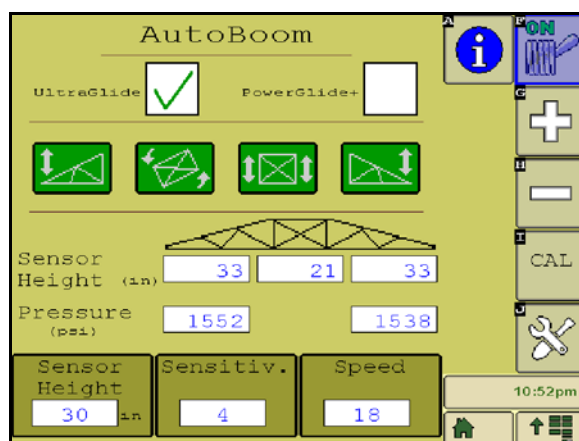 AutoBoom
A
i
F
ON
UltraGlide
PowerGlide+
G
H
Sensor
Height (in)
33
21
33
I
CAL
Pressure
(psi)
1552
1538
J
Sensor
Height
30 in
Sensitiv.
4
Speed
18
10:52pm